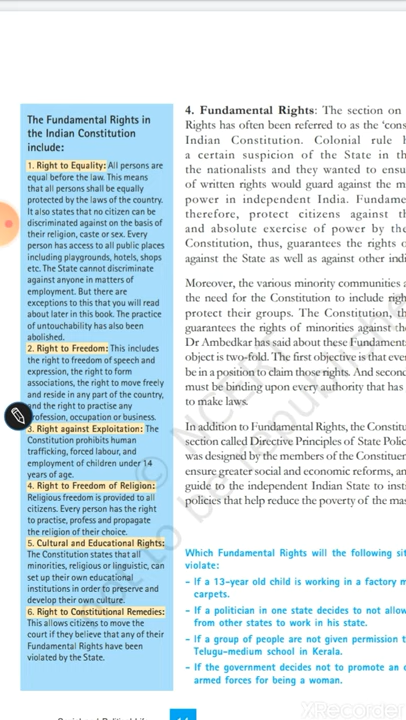 The Fundamental Rights in
the Indian Constitution
include:
1. Right to Equality: All persons are
equal before the law. This means
that all persons shall be equally
protected by the laws of the country.
It also states that no citizen can be
discriminated against on the basis of
their religion, caste or sex. Every
person has access to all public places
including playgrounds, hotels, shops
etc. The State cannot discriminate
against anyone in matters of
employment. But there are
exceptions to this that you will read
about later in this book. The practice
of untouchability has also been
abolished.
2. Right to Freedom: This includes
the right to freedom of speech and
expression, the right to form
associations, the right to move freely
and reside in any part of the country,
and the right to practise any
profession, occupation or business.
3. Right against Exploitation: The
Constitution prohibits human
trafficking, forced labour, and
employment of children under 14
years of age.
4. Right to Freedom of Religion:
Religious freedom is provided to all
citizens. Every person has the right
to practise, profess and propagate
the religion of their choice.
5. Cultural and Educational Rights:
The Constitution states that all
minorities, religious or linguistic, can
set up their own educational
institutions in order to preserve and
develop their own culture.
6. Right to Constitutional Remedies:
This allows citizens to move the
court if they believe that any of their
Fundamental Rights have been
violated by the State.
4. Fundamental Rights: The section on
Rights has often been referred to as the 'cons
Indian Constitution. Colonial rule
a certain suspicion of the State in th
the nationalists and they wanted to ensu
of written rights would guard against the m
power in independent India. Fundame
therefore, protect citizens against th
and absolute exercise of power by the
Constitution, thus, guarantees the rights o
against the State as well as against other indi
Moreover, the various minority communities a
the need for the Constitution to include righ
protect their groups. The Constitution, th
guarantees the rights of minorities against the
Dr Ambedkar has said about these Fundament
object is two-fold. The first objective is that ever
be in a position to claim those rights. And second
must be binding upon every authority that has
to make laws.
In addition to Fundamental Rights, the Constitu
section called Directive Principles of State Polic
was designed by the members of the Constituen
ensure greater social and economic reforms, an
guide to the independent Indian State to inst
policies that help reduce the poverty of the mas
Which Fundamental Rights will the following sit
violate:
– If a 13-year old child is working in a factory m
carpets.
– If a politician in one state decides to not allow
from other states to work in his state.
– If a group of people are not given permission t
Telugu-medium school in Kerala.
– If the government decides not to promote an o
armed forces for being a woman.
XRecorder